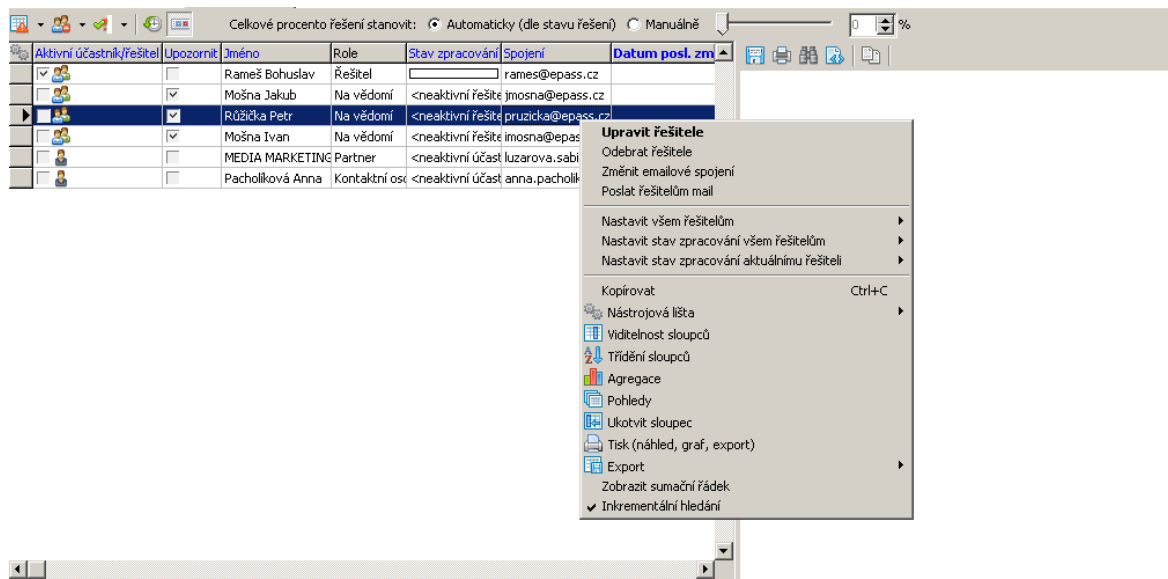 Celkové procento řešení stanovit: Automaticky (dle stavu řešení) Manuálně 0 %
Aktivní účastník/řešitel Upozornit Jméno Role Stav zpracování Spojení Datum posl. zm
Rameš Bohuslav Řešitel rames@epass.cz
Mošna Jakub Na vědomí <neaktivní řešite jmosna@epass.cz
Růžička Petr Na vědomí <neaktivní řešite pruzicka@epass.cz
Mošna Ivan Na vědomí <neaktivní řešite imosna@epas
MEDIA MARKETING Partner <neaktivní účast luzarova.sabi
Pacholíková Anna Kontaktní oso <neaktivní účast anna.pacholik
Upravit řešitele
Odebrat řešitele
Změnit emailové spojení
Poslat řešitelům mail
Nastavit všem řešitelům
Nastavit stav zpracování všem řešitelům
Nastavit stav zpracování aktuálnímu řešiteli
Kopírovat Ctrl+C
Nástrojová lišta
Viditelnost sloupců
Třídění sloupců
Agregace
Pohledy
Ukotvit sloupec
Tisk (náhled, graf, export)
Export
Zobrazit sumační řádek
Inkrementální hledání